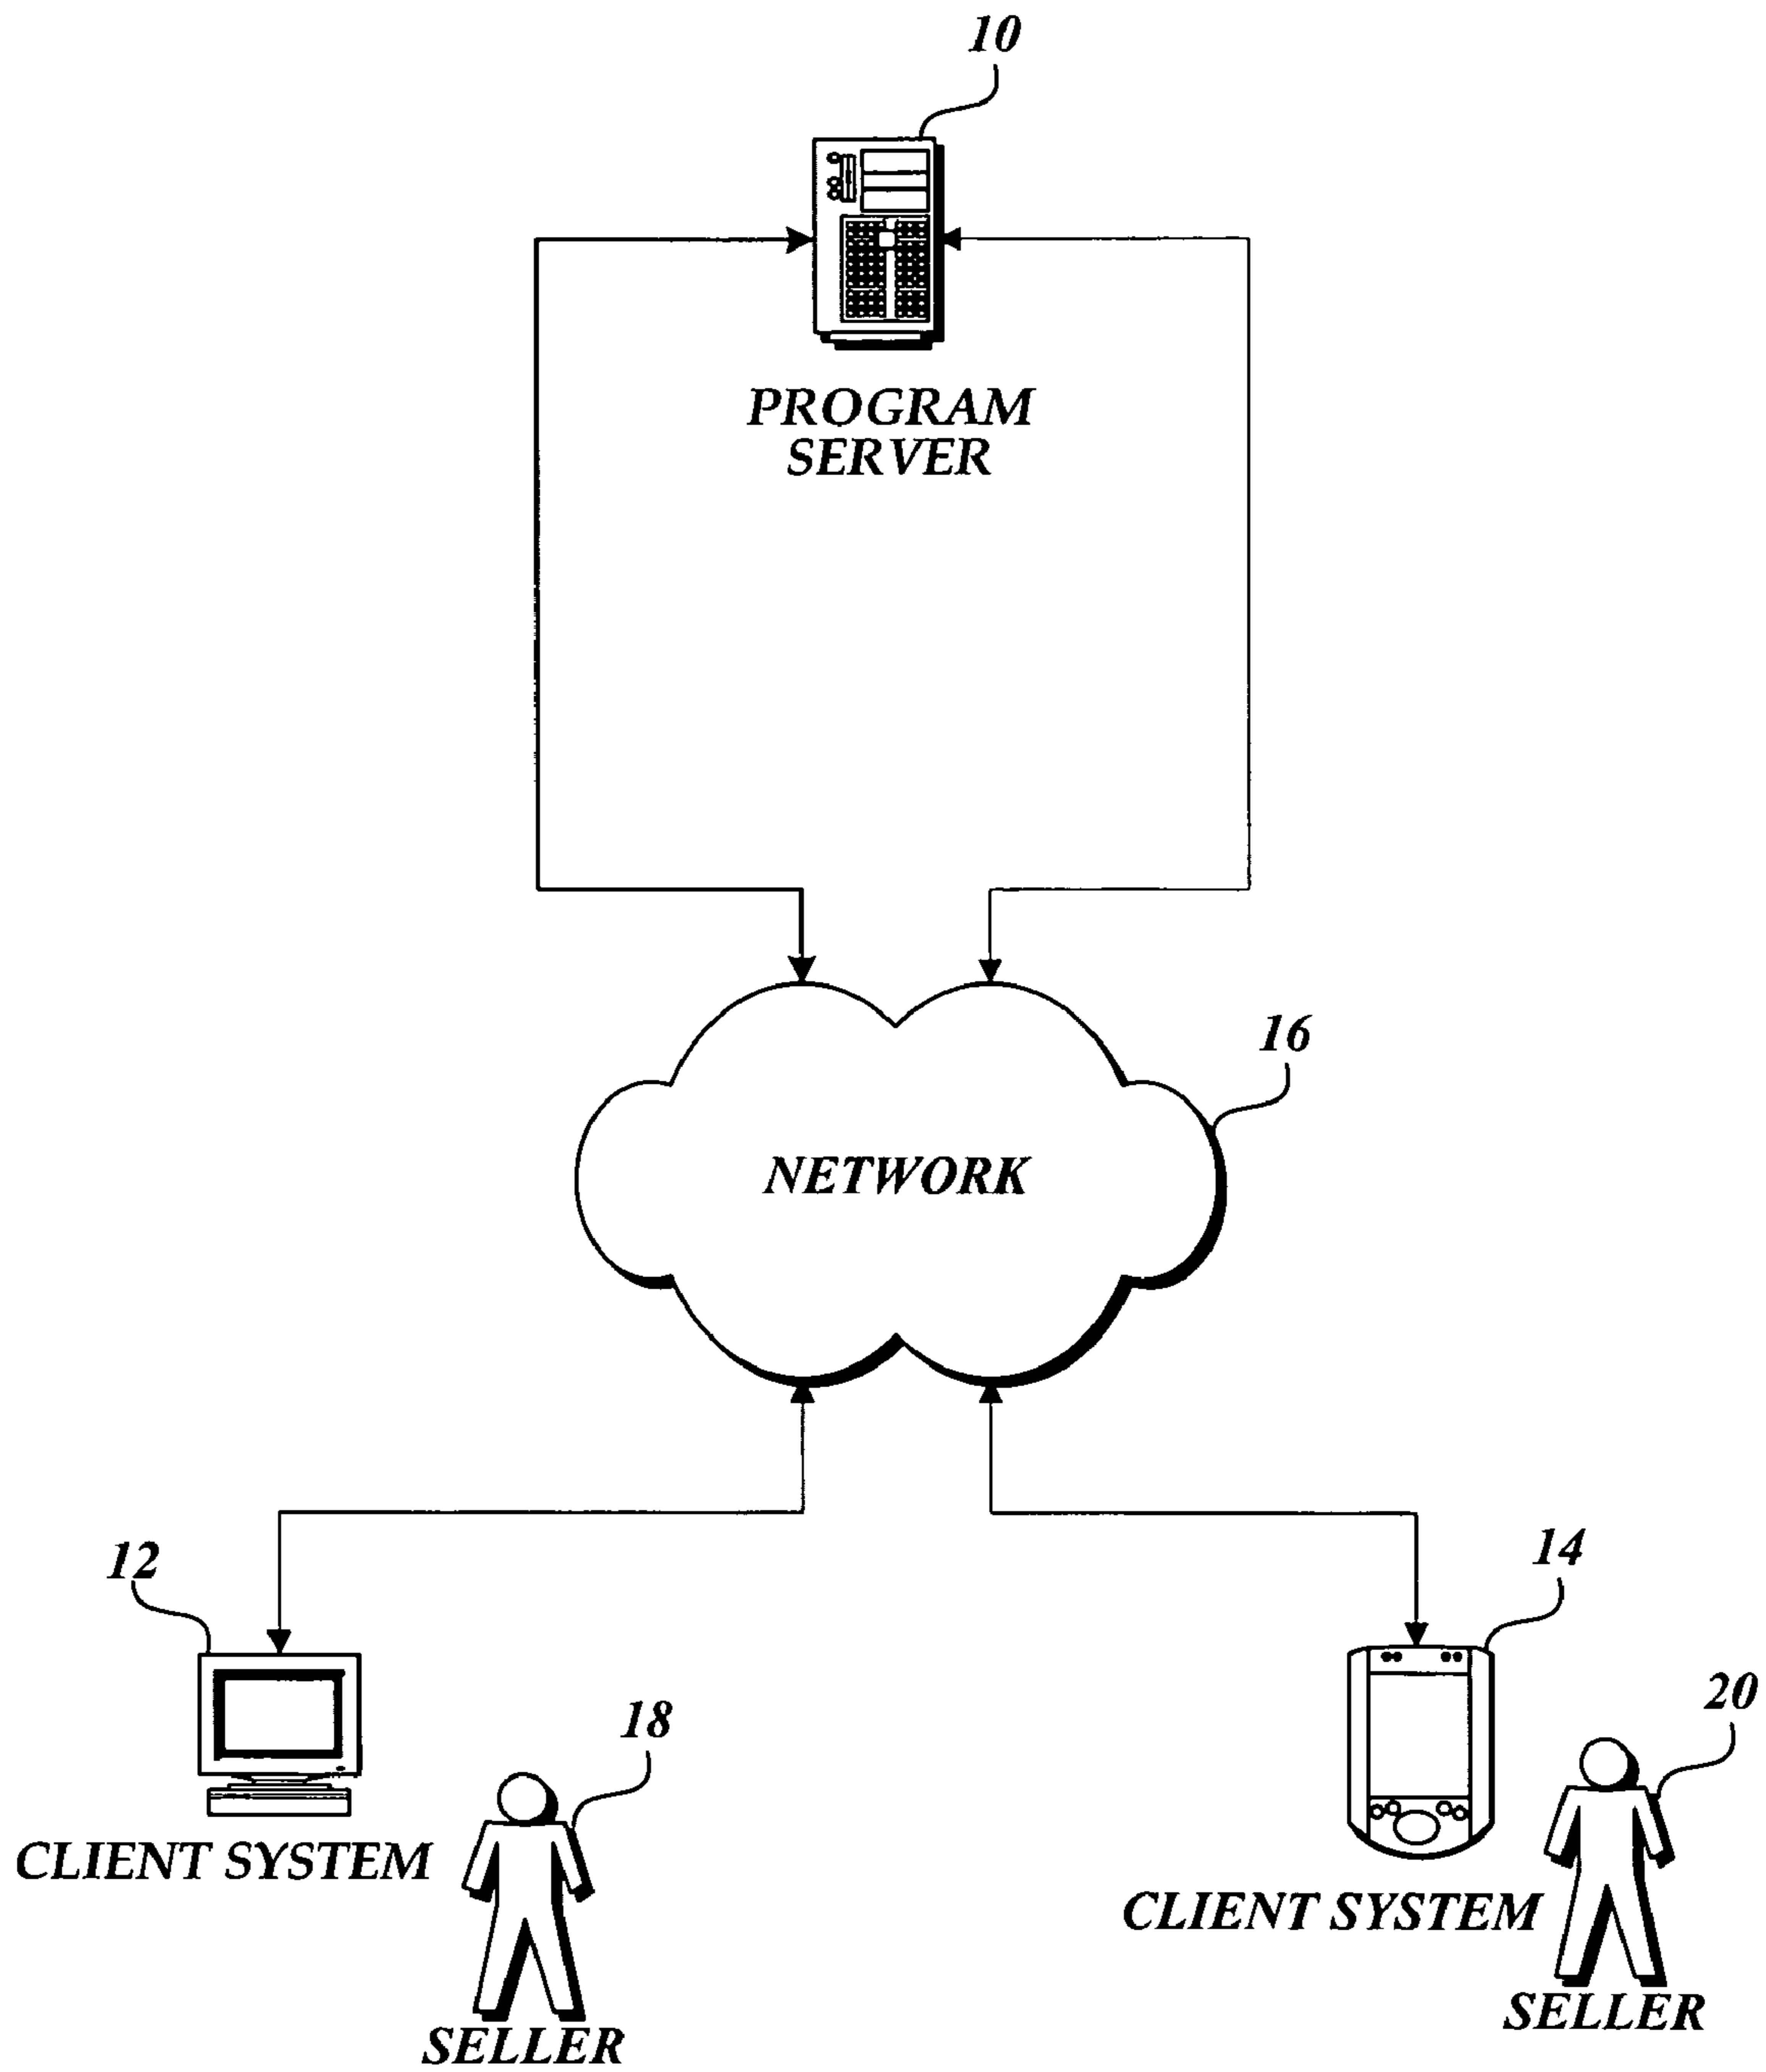 10
PROGRAM
SERVER
16
NETWORK
12
14
18
20
CLIENT SYSTEM
CLIENT SYSTEM
SELLER
SELLER